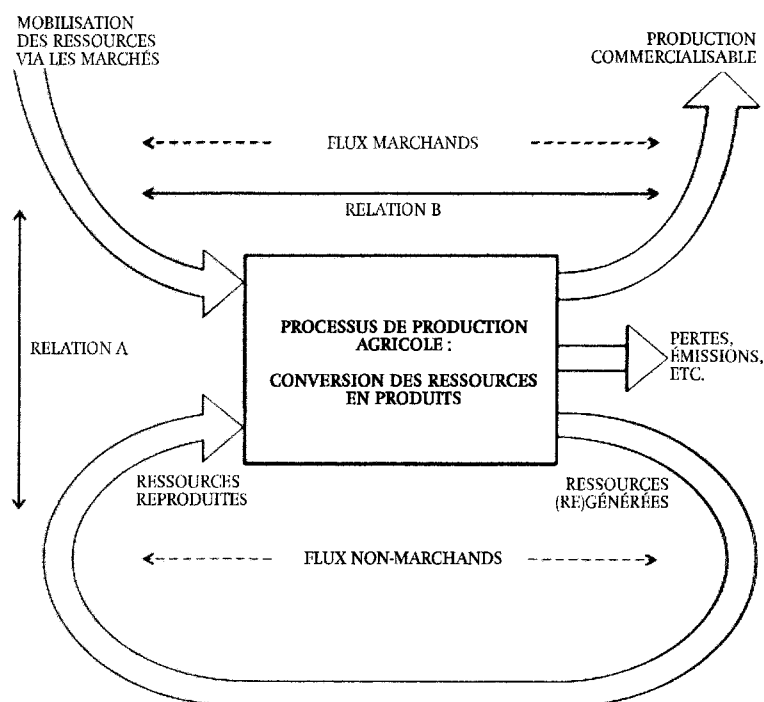 MOBILISATION
DES RESSOURCES
VIA LES MARCHÉS
PRODUCTION
COMMERCIALISABLE
FLUX MARCHANDS
RELATION B
RELATION A
PROCESSUS DE PRODUCTION
AGRICOLE :
CONVERSION DES RESSOURCES
EN PRODUITS
PERTES,
ÉMISSIONS,
ETC.
RESSOURCES
REPRODUITES
RESSOURCES
(RE)GÉNÉRÉES
FLUX NON-MARCHANDS